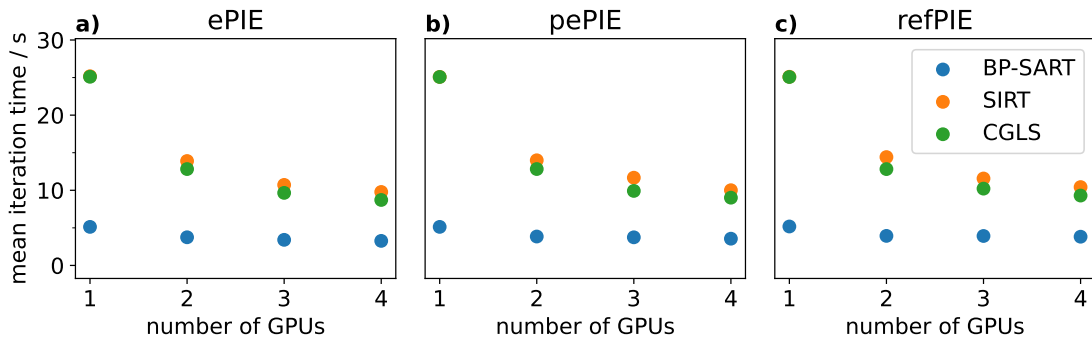 a) ePIE
b) pePIE
c) refPIE
mean iteration time / s
30
20
10
0
BP-SART
SIRT
CGLS
1 2 3 4
1 2 3 4
1 2 3 4
number of GPUs
number of GPUs
number of GPUs